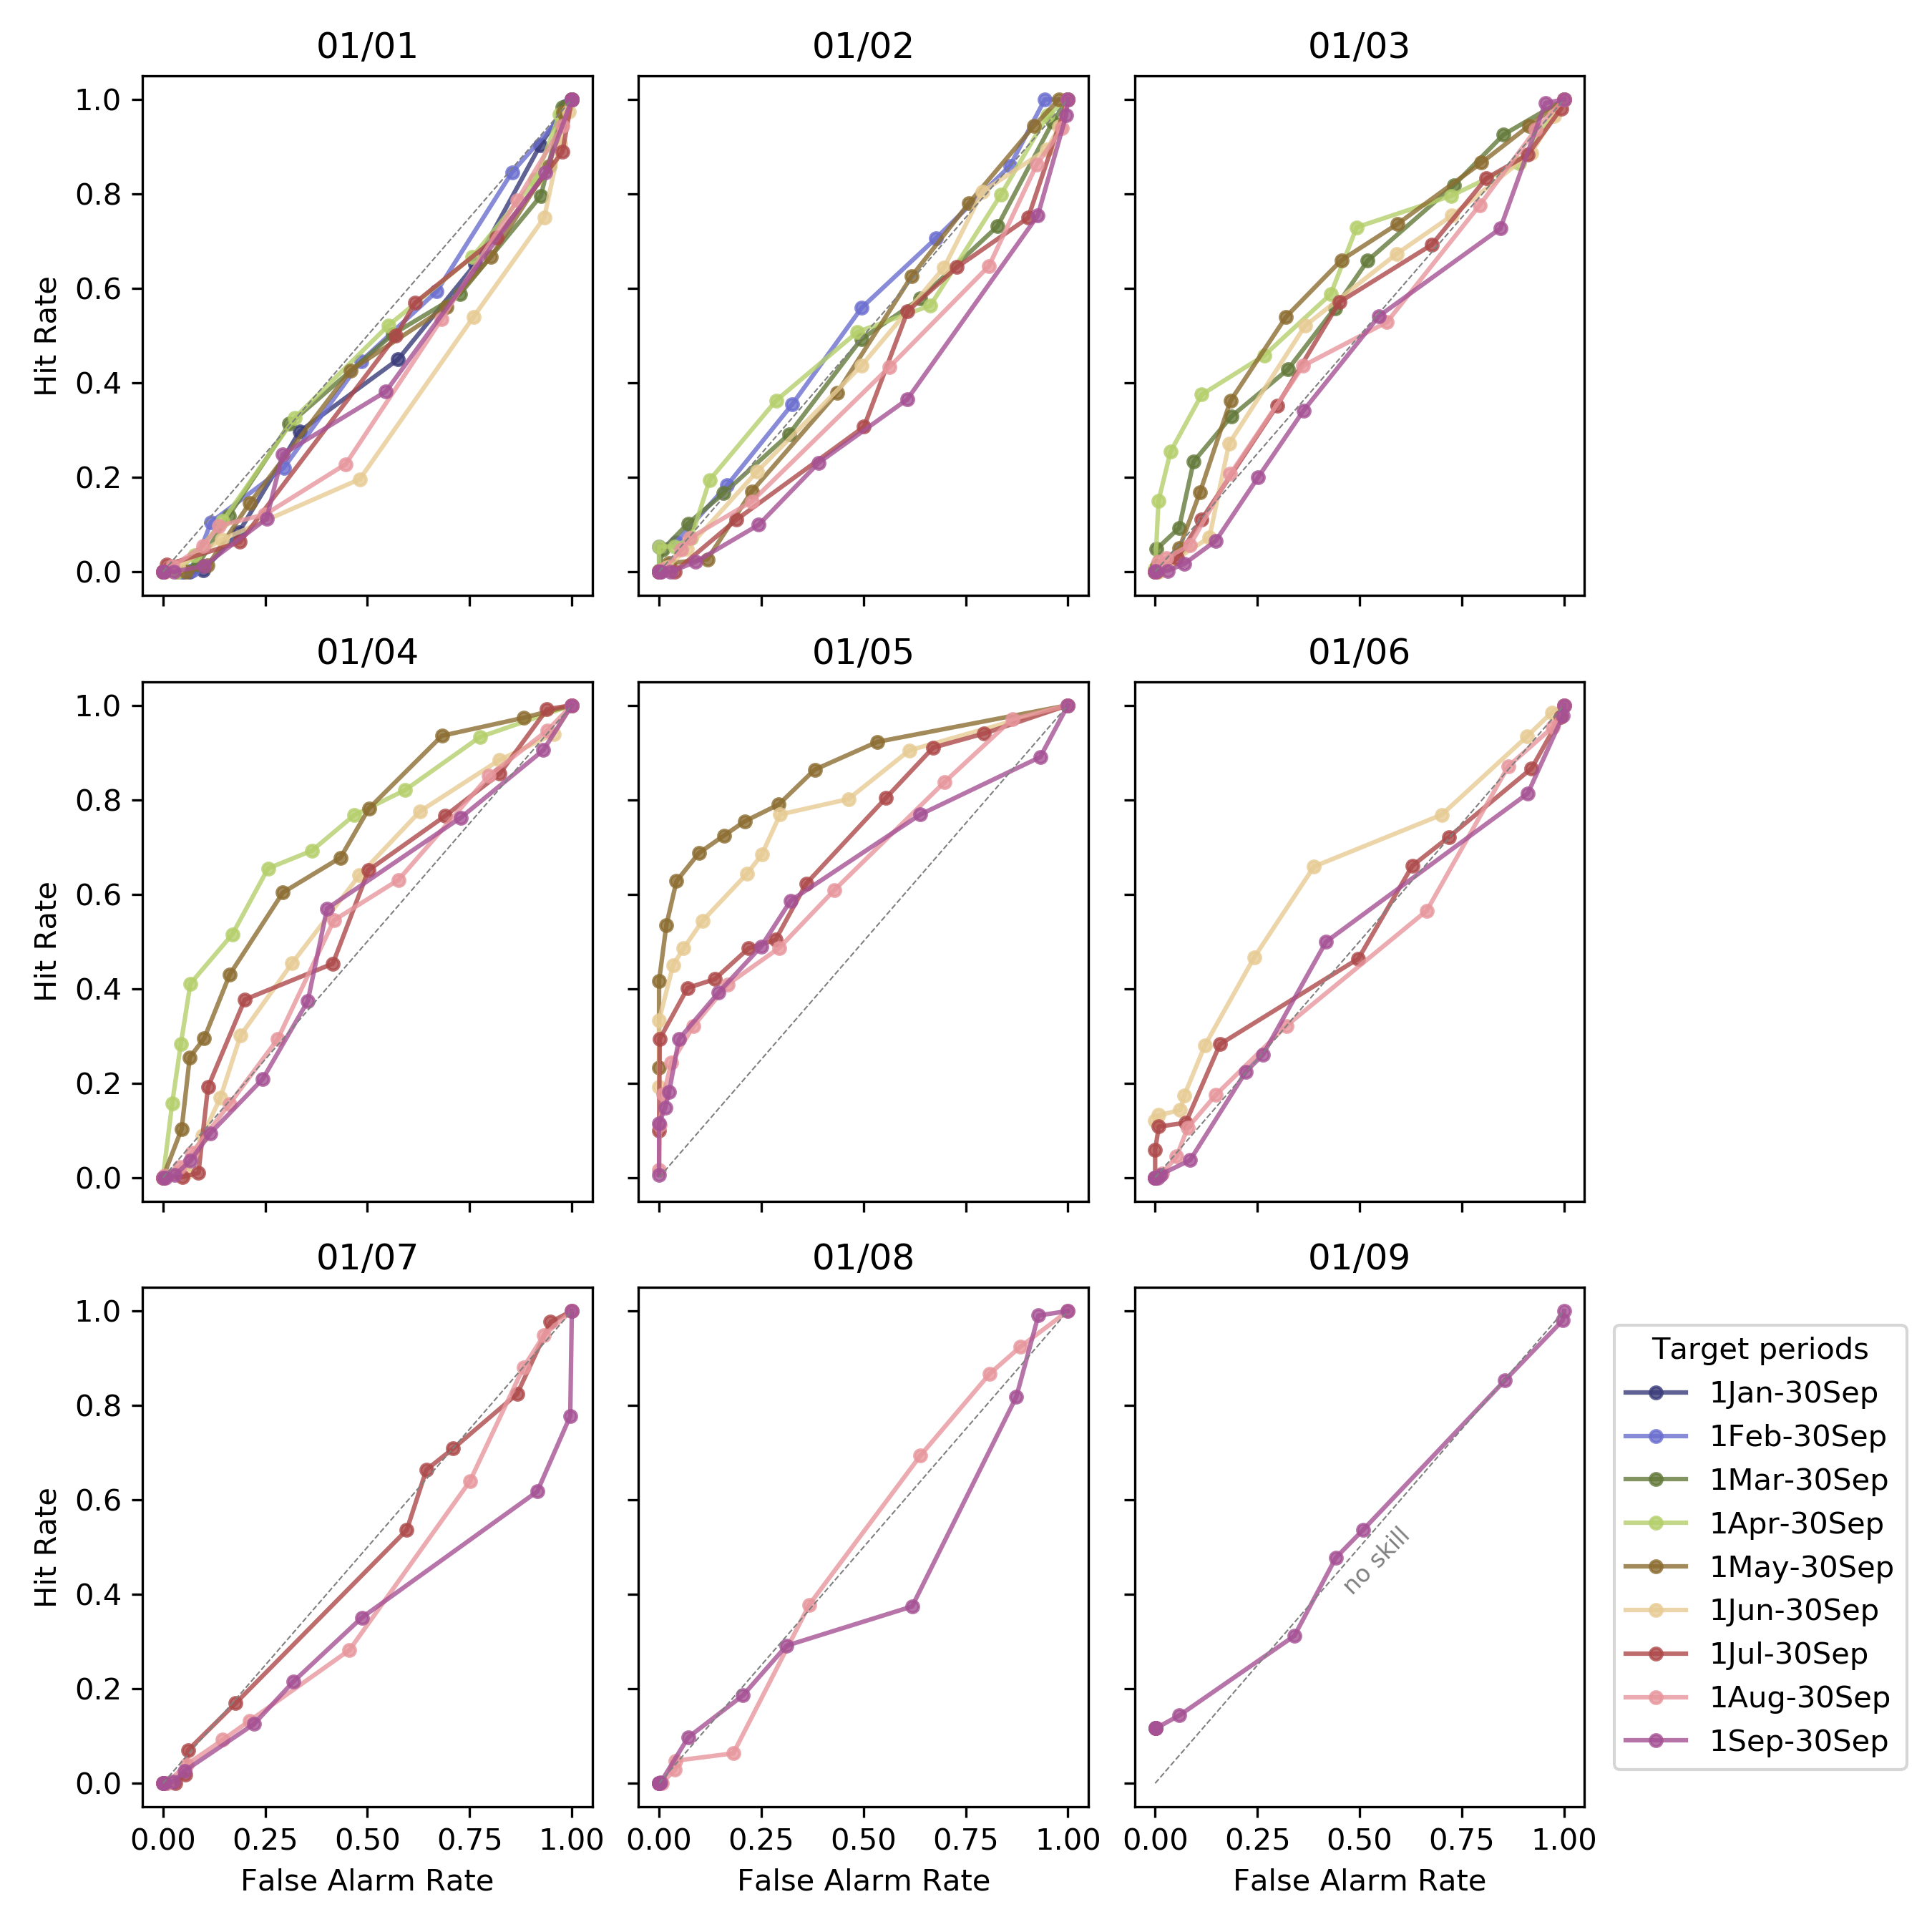 01/01 01/02 01/03
1.0
0.8
0.6
0.4
0.2
0.0
Hit Rate
01/04 01/05 01/06
1.0
0.8
0.6
0.4
0.2
0.0
Hit Rate
01/07 01/08 01/09
1.0
0.8
0.6
0.4
0.2
0.0
Hit Rate
no skill
Target periods
1Jan-30Sep
1Feb-30Sep
1Mar-30Sep
1Apr-30Sep
1May-30Sep
1Jun-30Sep
1Jul-30Sep
1Aug-30Sep
1Sep-30Sep
0.00 0.25 0.50 0.75 1.00 0.00 0.25 0.50 0.75 1.00 0.00 0.25 0.50 0.75 1.00
False Alarm Rate False Alarm Rate False Alarm Rate